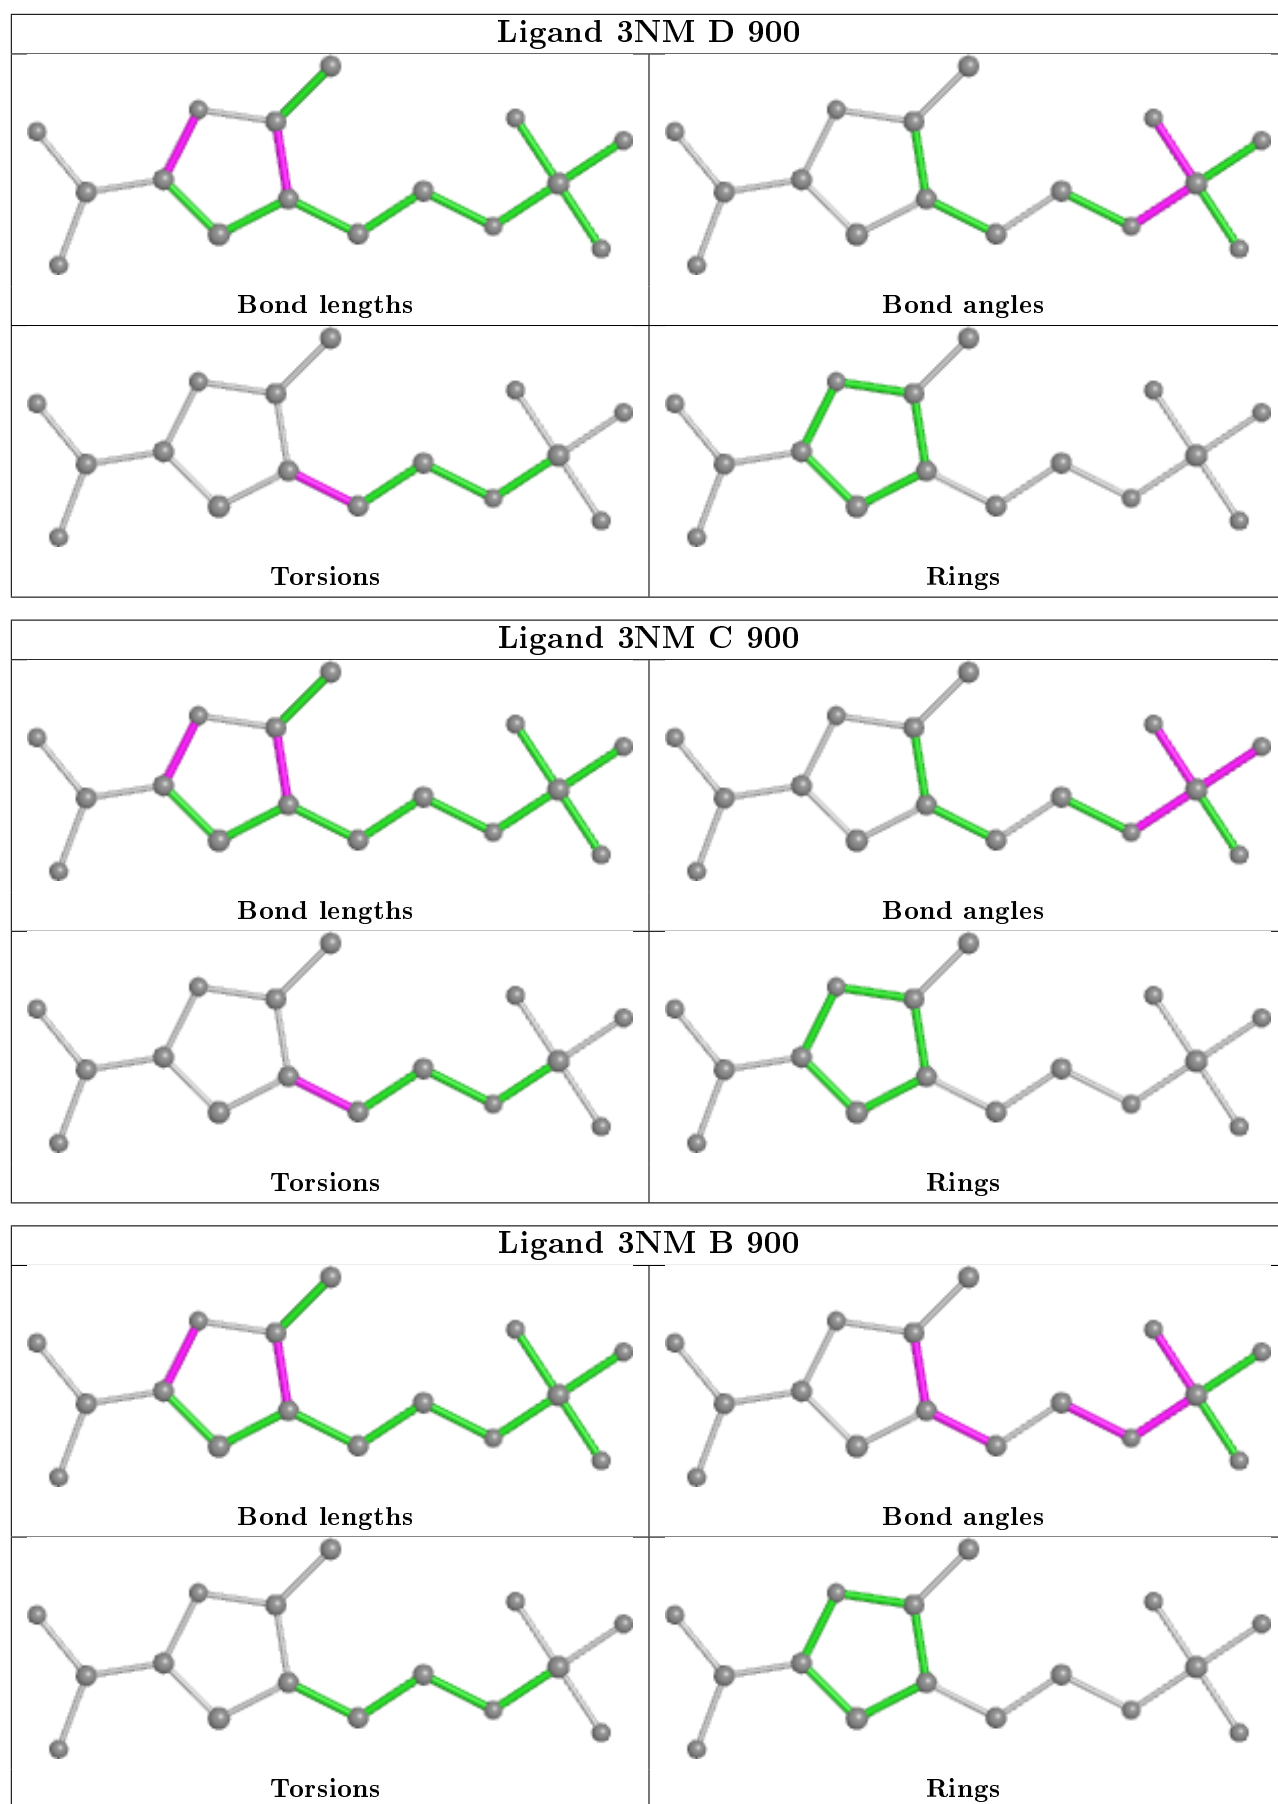 Ligand 3NM D 900
Bond lengths
Bond angles
Torsions
Rings
Ligand 3NM C 900
Bond lengths
Bond angles
Torsions
Rings
Ligand 3NM B 900
Bond lengths
Bond angles
Torsions
Rings